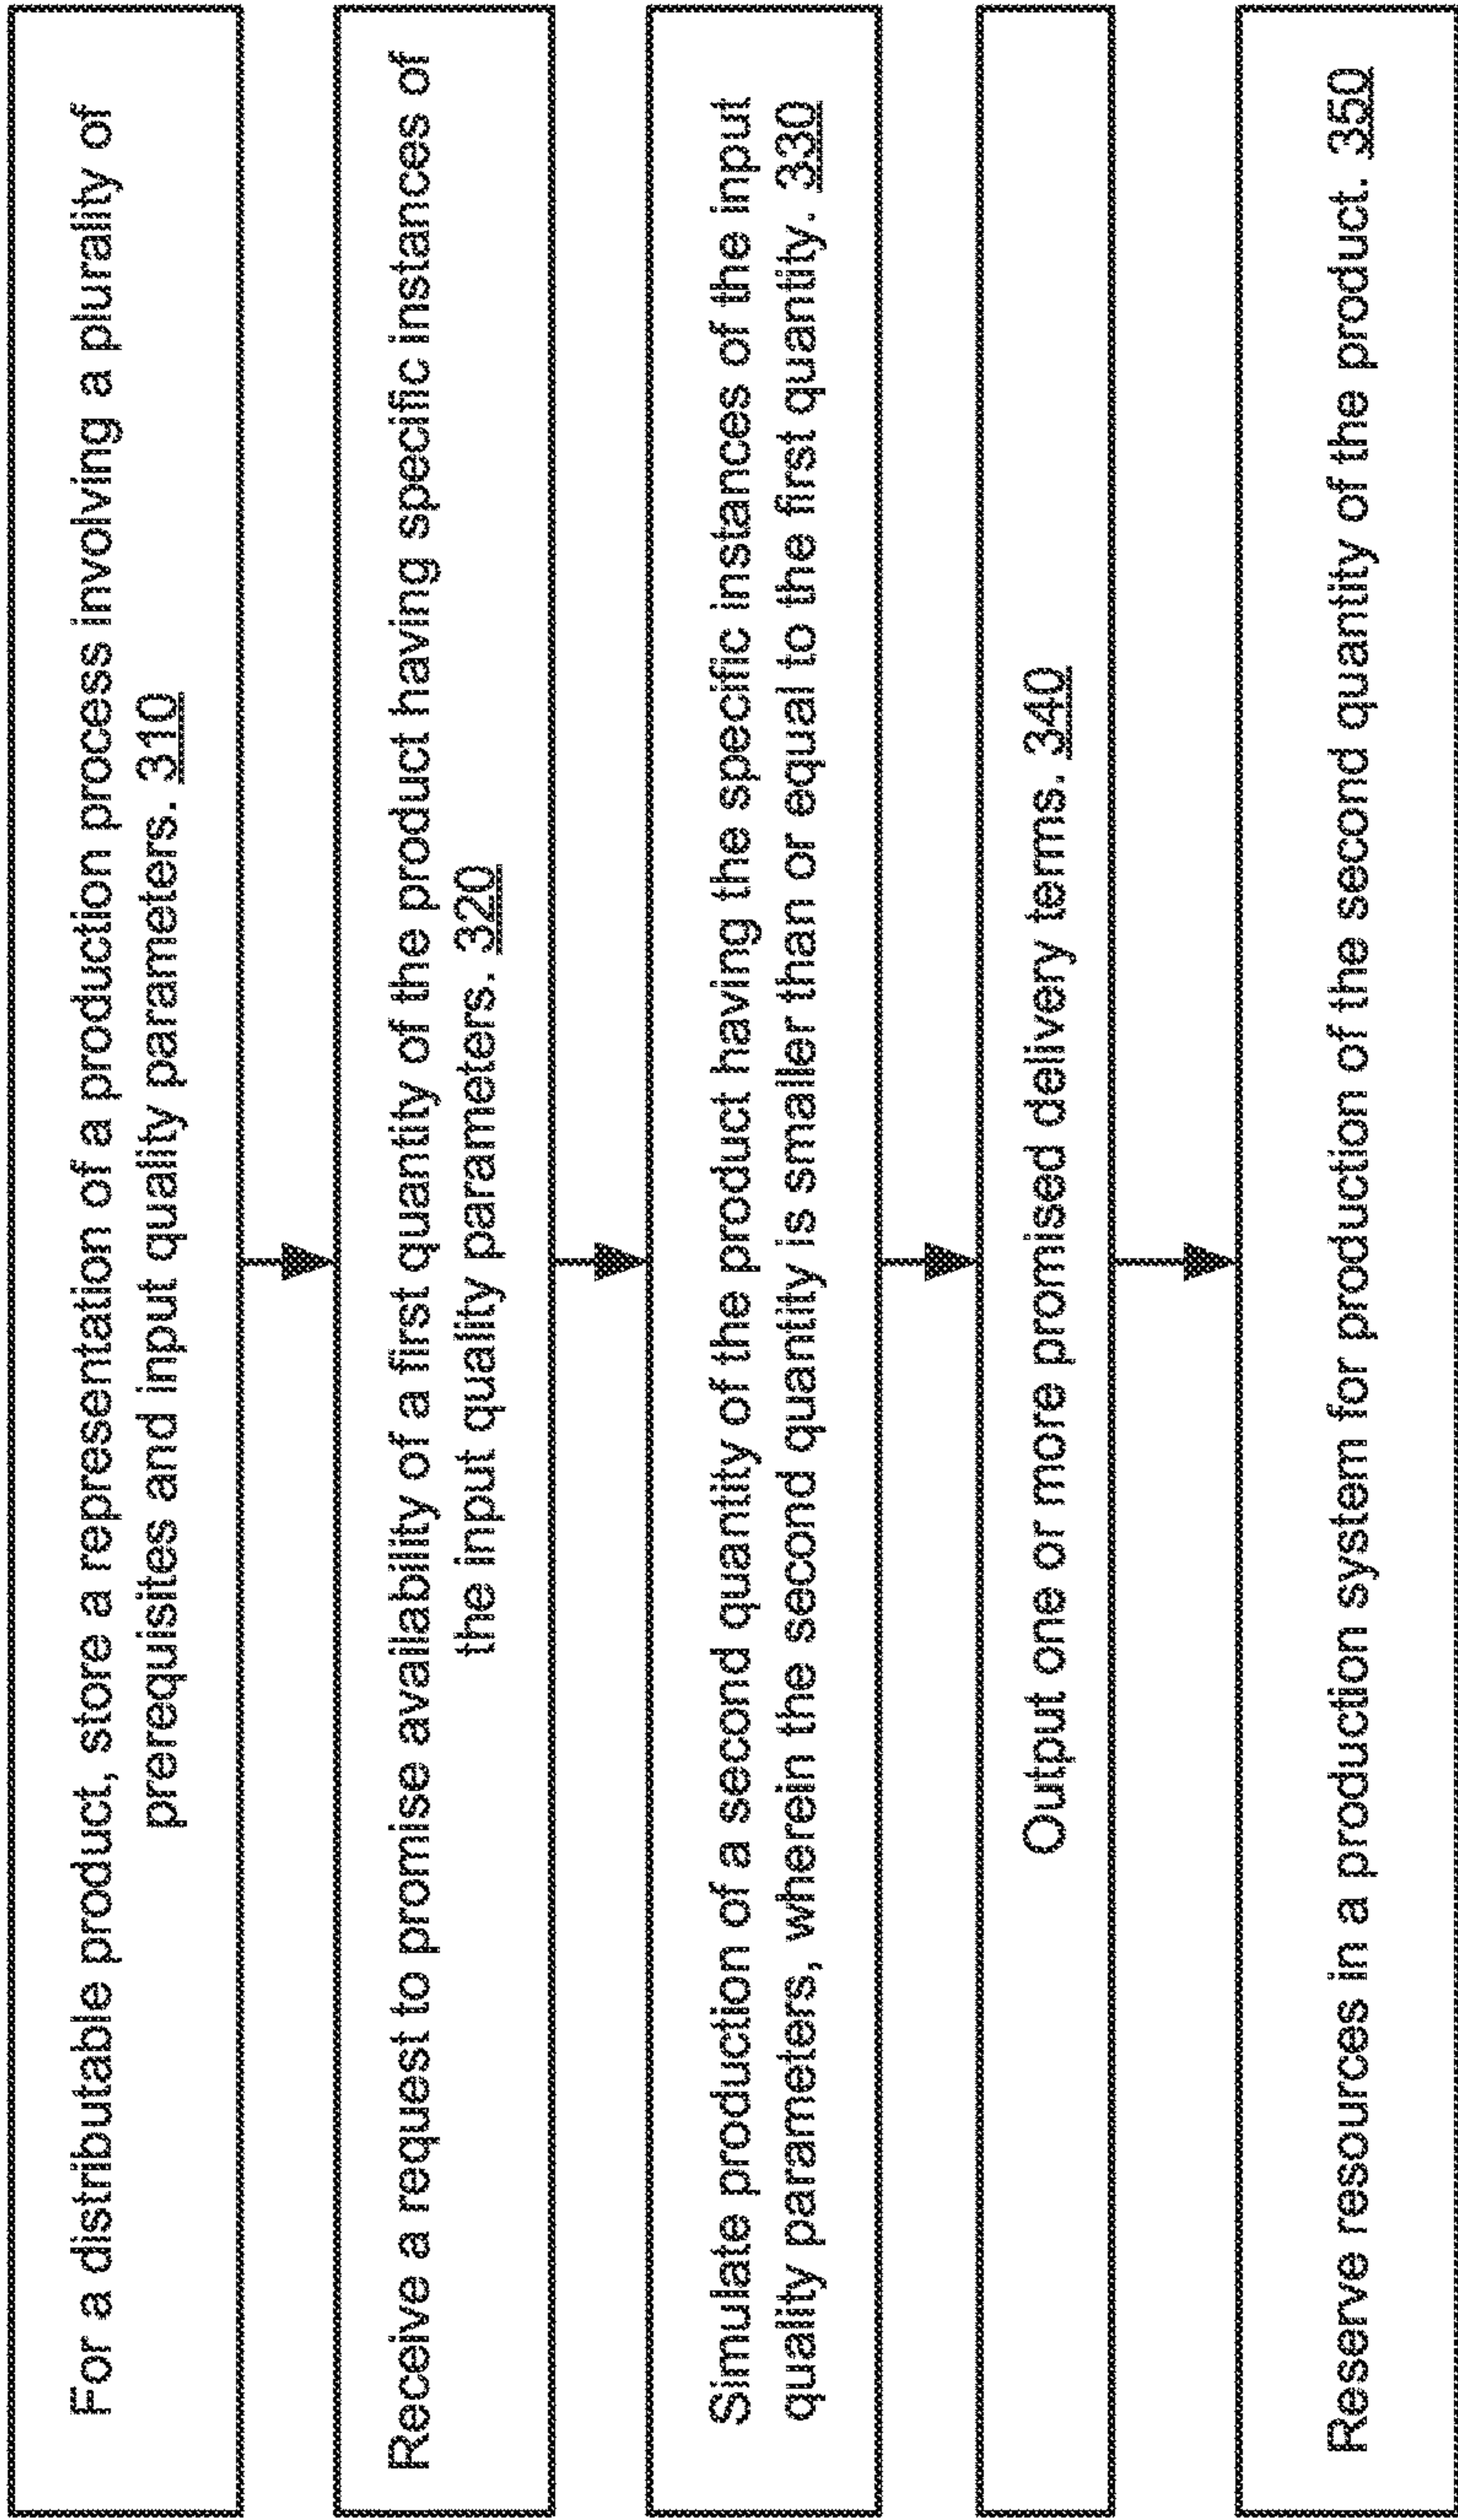 For a distributable product, store a representation of a production process involving a plurality of
prerequisites and input quality parameters. 310
Receive a request to promise availability of a first quantity of the product having specific instances of
the input quality parameters. 320
Simulate production of a second quantity of the product having the specific instances of the input
quality parameters, wherein the second quantity is smaller than or equal to the first quantity. 330
Output one or more promised delivery terms. 340
Reserve resources in a production system for production of the second quantity of the product. 350